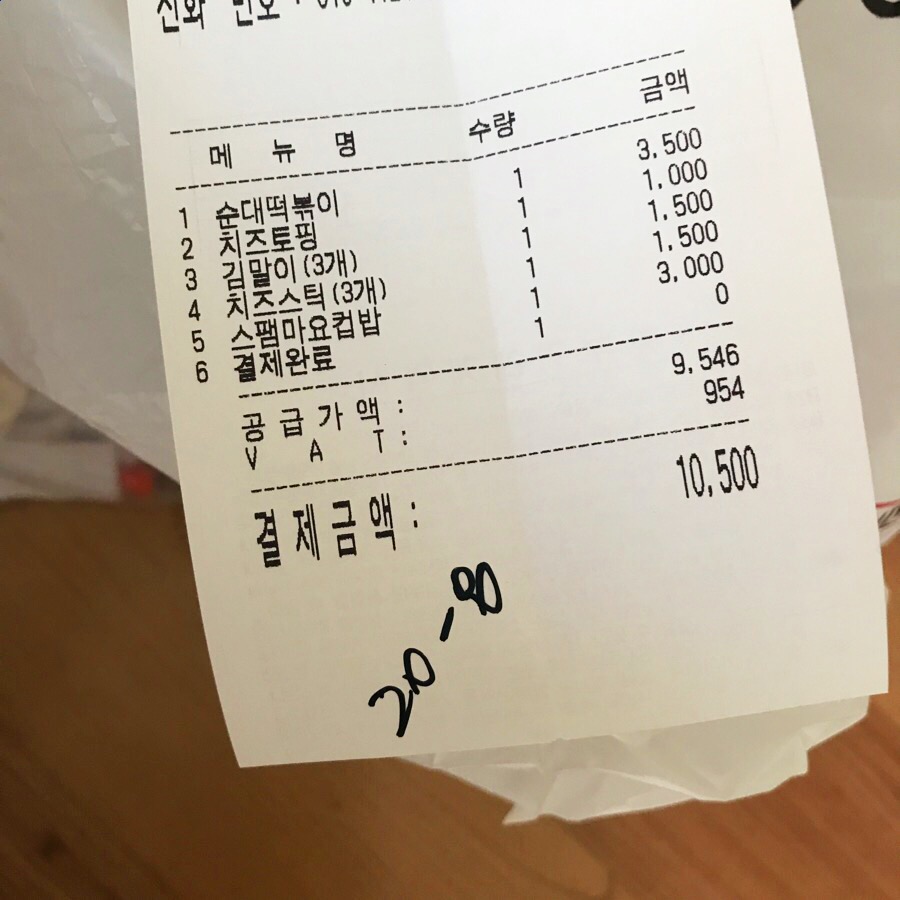 메 뉴 명 수량 금액
1 순대떡볶이 1 3,500
2 치즈토핑 1 1,000
3 김말이(3개) 1 1,500
4 치즈스틱(3개) 1 1,500
5 스팸마요컵밥 1 3,000
6 결제완료 1 0
공 급 가 액 : 9,546
V A T : 954
결 제 금 액 : 10,500
20-90